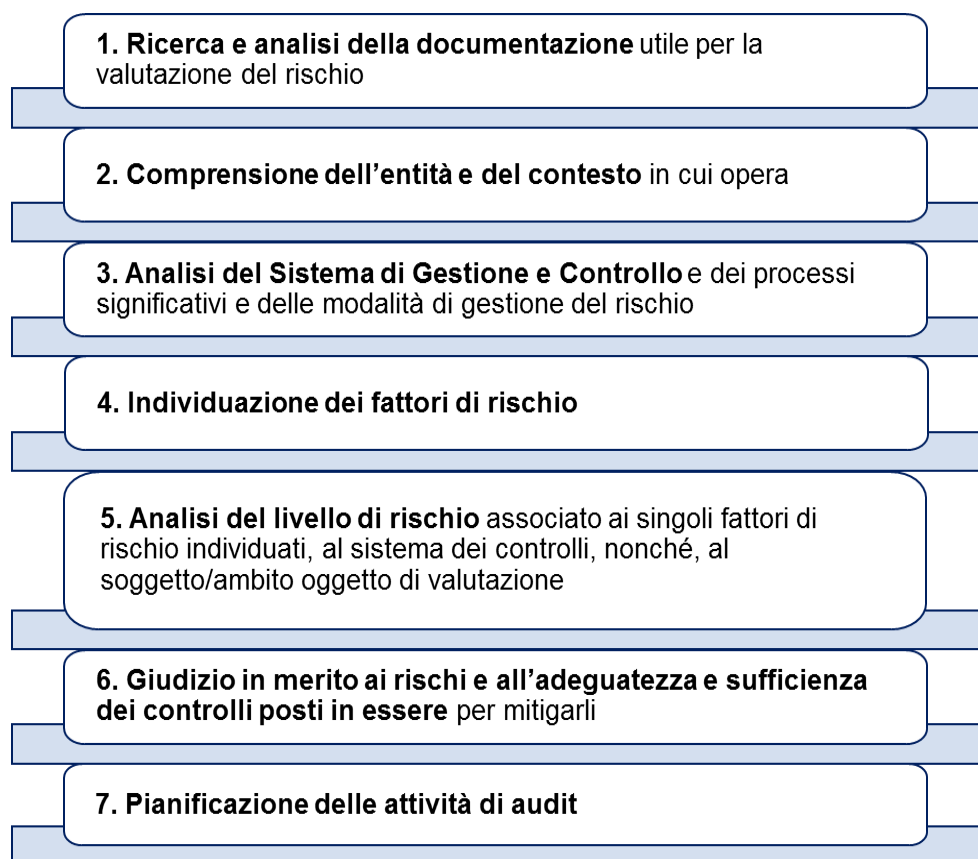 1. Ricerca e analisi della documentazione utile per la
valutazione del rischio
2. Comprensione dell’entità e del contesto in cui opera
3. Analisi del Sistema di Gestione e Controllo e dei processi
significativi e delle modalità di gestione del rischio
4. Individuazione dei fattori di rischio
5. Analisi del livello di rischio associato ai singoli fattori di
rischio individuati, al sistema dei controlli, nonché, al
soggetto/ambito oggetto di valutazione
6. Giudizio in merito ai rischi e all’adeguatezza e sufficienza
dei controlli posti in essere per mitigarli
7. Pianificazione delle attività di audit